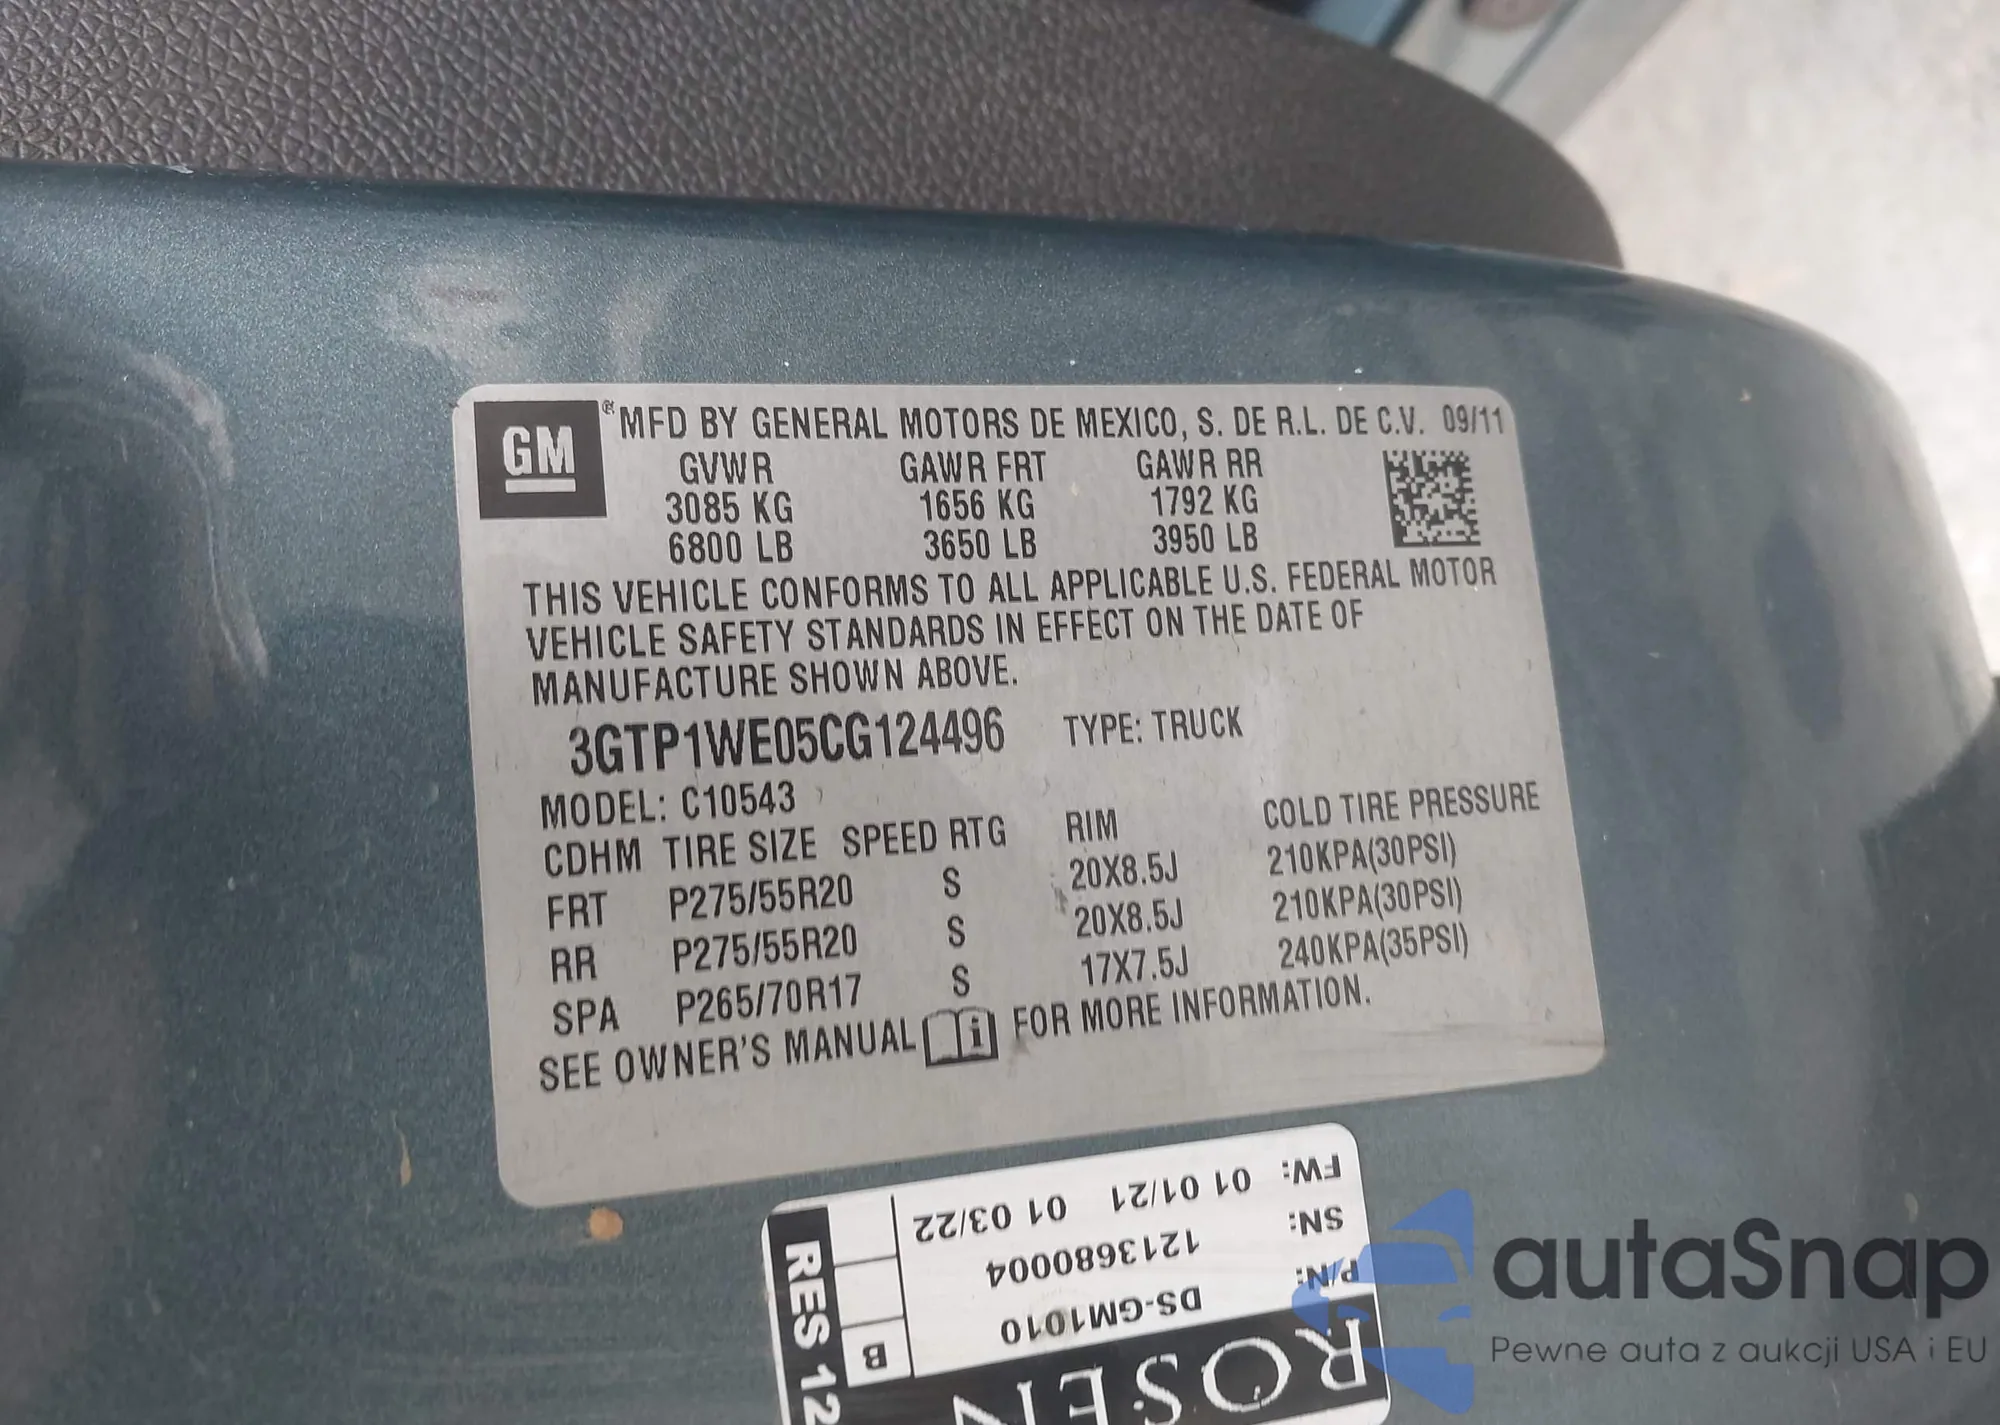 GM
® MFD BY GENERAL MOTORS DE MEXICO, S. DE R.L. DE C.V. 09/11
GVWR GAWR FRT GAWR RR
3085 KG 1656 KG 1792 KG
6800 LB 3650 LB 3950 LB
THIS VEHICLE CONFORMS TO ALL APPLICABLE U.S. FEDERAL MOTOR
VEHICLE SAFETY STANDARDS IN EFFECT ON THE DATE OF
MANUFACTURE SHOWN ABOVE.
3GTP1WE05CG124496 TYPE: TRUCK
MODEL: C10543
CDHM TIRE SIZE SPEED RTG RIM COLD TIRE PRESSURE
FRT P275/55R20 S 20X8.5J 210KPA(30PSI)
RR P275/55R20 S 20X8.5J 210KPA(30PSI)
SPA P265/70R17 S 17X7.5J 240KPA(35PSI)
SEE OWNER'S MANUAL i FOR MORE INFORMATION.
ROSEN
P/N: DS-GM1010
SN: 1213680004
FW: 01 01/21 01 03/22
B
RES 12
autaSnap
Pewne auta z aukcji USA i EU